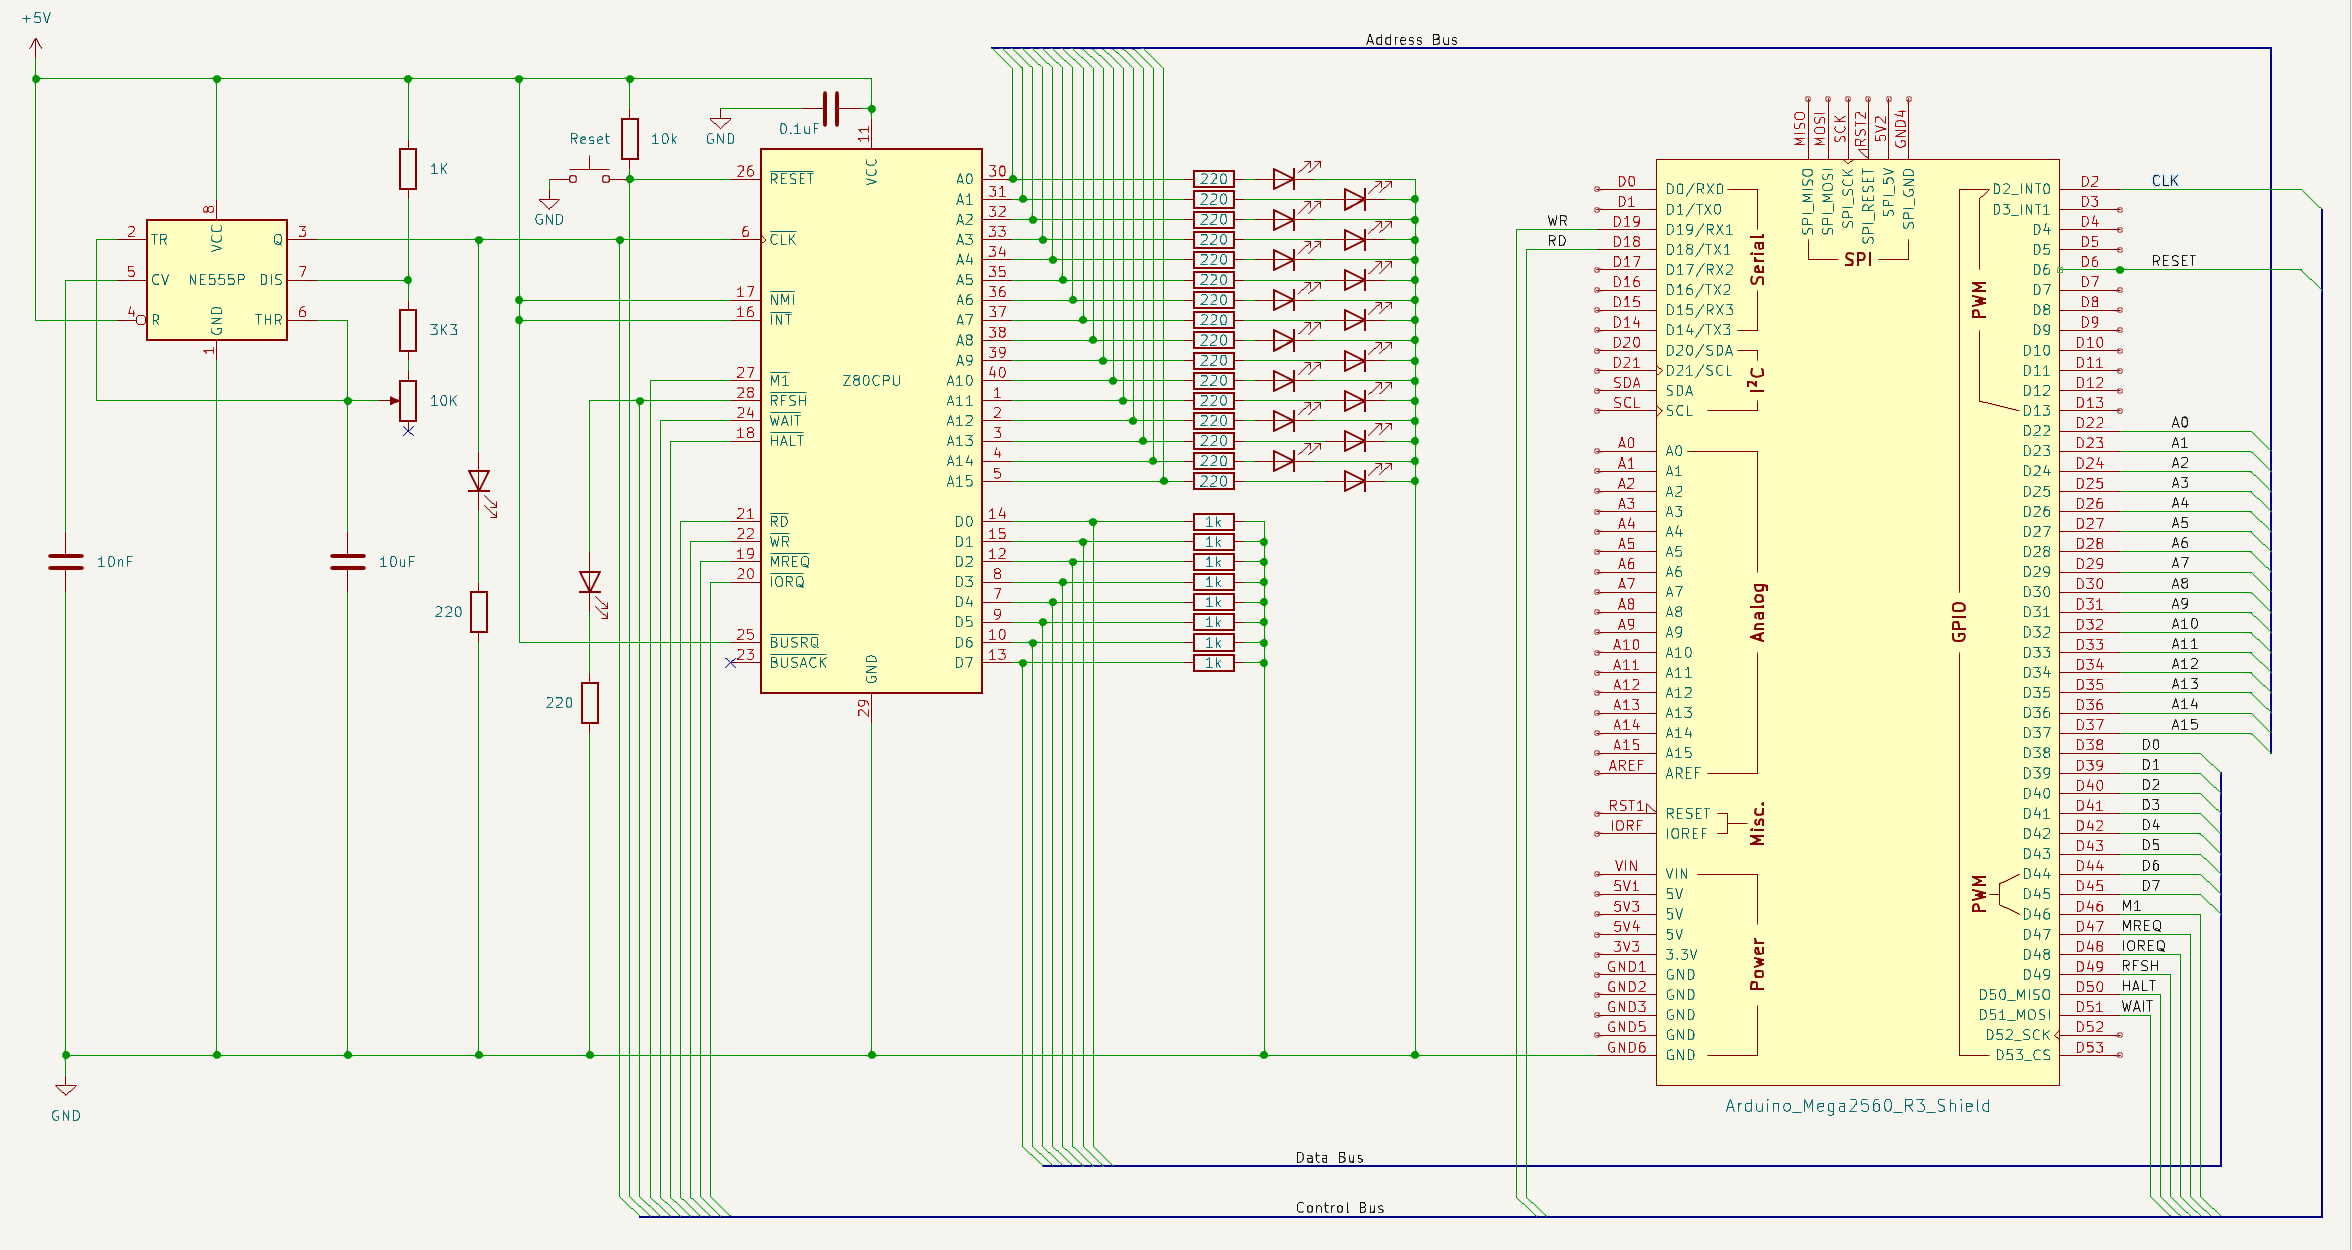 +5V
Address Bus
GND
0.1uF
11
VCC
Reset
10k
GND
1K
8
VCC
2 TR
Q 3
5 CV
NE555P
DIS 7
4 R
GND
THR 6
1
3K3
10K
10nF
10uF
220
220
GND
26 RESET
6 CLK
17 NMI
16 INT
27 M1
28 RFSH
24 WAIT
18 HALT
21 RD
22 WR
19 MREQ
20 IORQ
25 BUSRQ
23 BUSACK
Z80CPU
GND
29
A0 30 220
A1 31 220
A2 32 220
A3 33 220
A4 34 220
A5 35 220
A6 36 220
A7 37 220
A8 38 220
A9 39 220
A10 40 220
A11 1 220
A12 2 220
A13 3 220
A14 4 220
A15 5 220
D0 14 1k
D1 15 1k
D2 12 1k
D3 8 1k
D4 7 1k
D5 9 1k
D6 10 1k
D7 13 1k
MISO
MOSI
SCK
RST2
5V2
GND4
SPI_MISO
SPI_MOSI
SPI_SCK
SPI_RESET
SPI_5V
SPI_GND
SPI
D0 D0/RX0
D1 D1/TX0
WR D19 D19/RX1
RD D18 D18/TX1
D17 D17/RX2
D16 D16/TX2
D15 D15/RX3
D14 D14/TX3
Serial
D20 D20/SDA
D21 D21/SCL
SDA SDA
SCL SCL
I²C
A0 A0
A1 A1
A2 A2
A3 A3
A4 A4
A5 A5
A6 A6
A7 A7
A8 A8
A9 A9
A10 A10
A11 A11
A12 A12
A13 A13
A14 A14
A15 A15
AREF AREF
Analog
RST1 RESET
IORF IOREF
Misc.
VIN VIN
5V1 5V
5V3 5V
5V4 5V
3V3 3.3V
GND1 GND
GND2 GND
GND3 GND
GND5 GND
GND6 GND
Power
PWM
GPIO
PWM
D2_INT0 D2 CLK
D3_INT1 D3
D4 D4
D5 D5
D6 D6 RESET
D7 D7
D8 D8
D9 D9
D10 D10
D11 D11
D12 D12
D13 D13
D22 D22 A0
D23 D23 A1
D24 D24 A2
D25 D25 A3
D26 D26 A4
D27 D27 A5
D28 D28 A6
D29 D29 A7
D30 D30 A8
D31 D31 A9
D32 D32 A10
D33 D33 A11
D34 D34 A12
D35 D35 A13
D36 D36 A14
D37 D37 A15
D38 D38 D0
D39 D39 D1
D40 D40 D2
D41 D41 D3
D42 D42 D4
D43 D43 D5
D44 D44 D6
D45 D45 D7
D46 D46 M1
D47 D47 MREQ
D48 D48 IOREQ
D49 D49 RFSH
D50_MISO D50 HALT
D51_MOSI D51 WAIT
D52_SCK D52
D53_CS D53
Arduino_Mega2560_R3_Shield
Data Bus
Control Bus